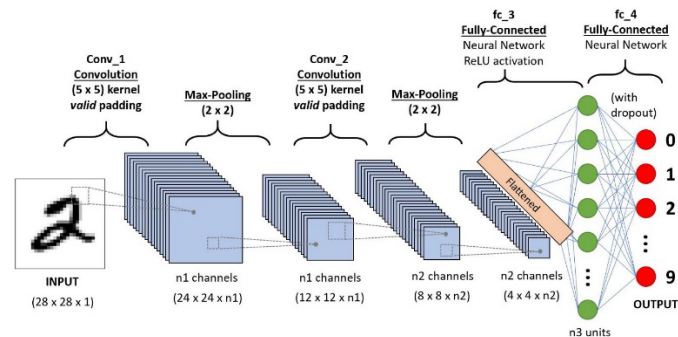 fc_3
Fully-Connected
Neural Network
ReLU activation
fc_4
Fully-Connected
Neural Network
Conv_1
Convolution
(5 x 5) kernel
valid padding
Max-Pooling
(2 x 2)
Conv_2
Convolution
(5 x 5) kernel
valid padding
Max-Pooling
(2 x 2)
(with
dropout)
Flattened
0
1
2
9
2
INPUT
(28 x 28 x 1)
n1 channels
(24 x 24 x n1)
n1 channels
(12 x 12 x n1)
n2 channels
(8 x 8 x n2)
n2 channels
(4 x 4 x n2)
OUTPUT
n3 units